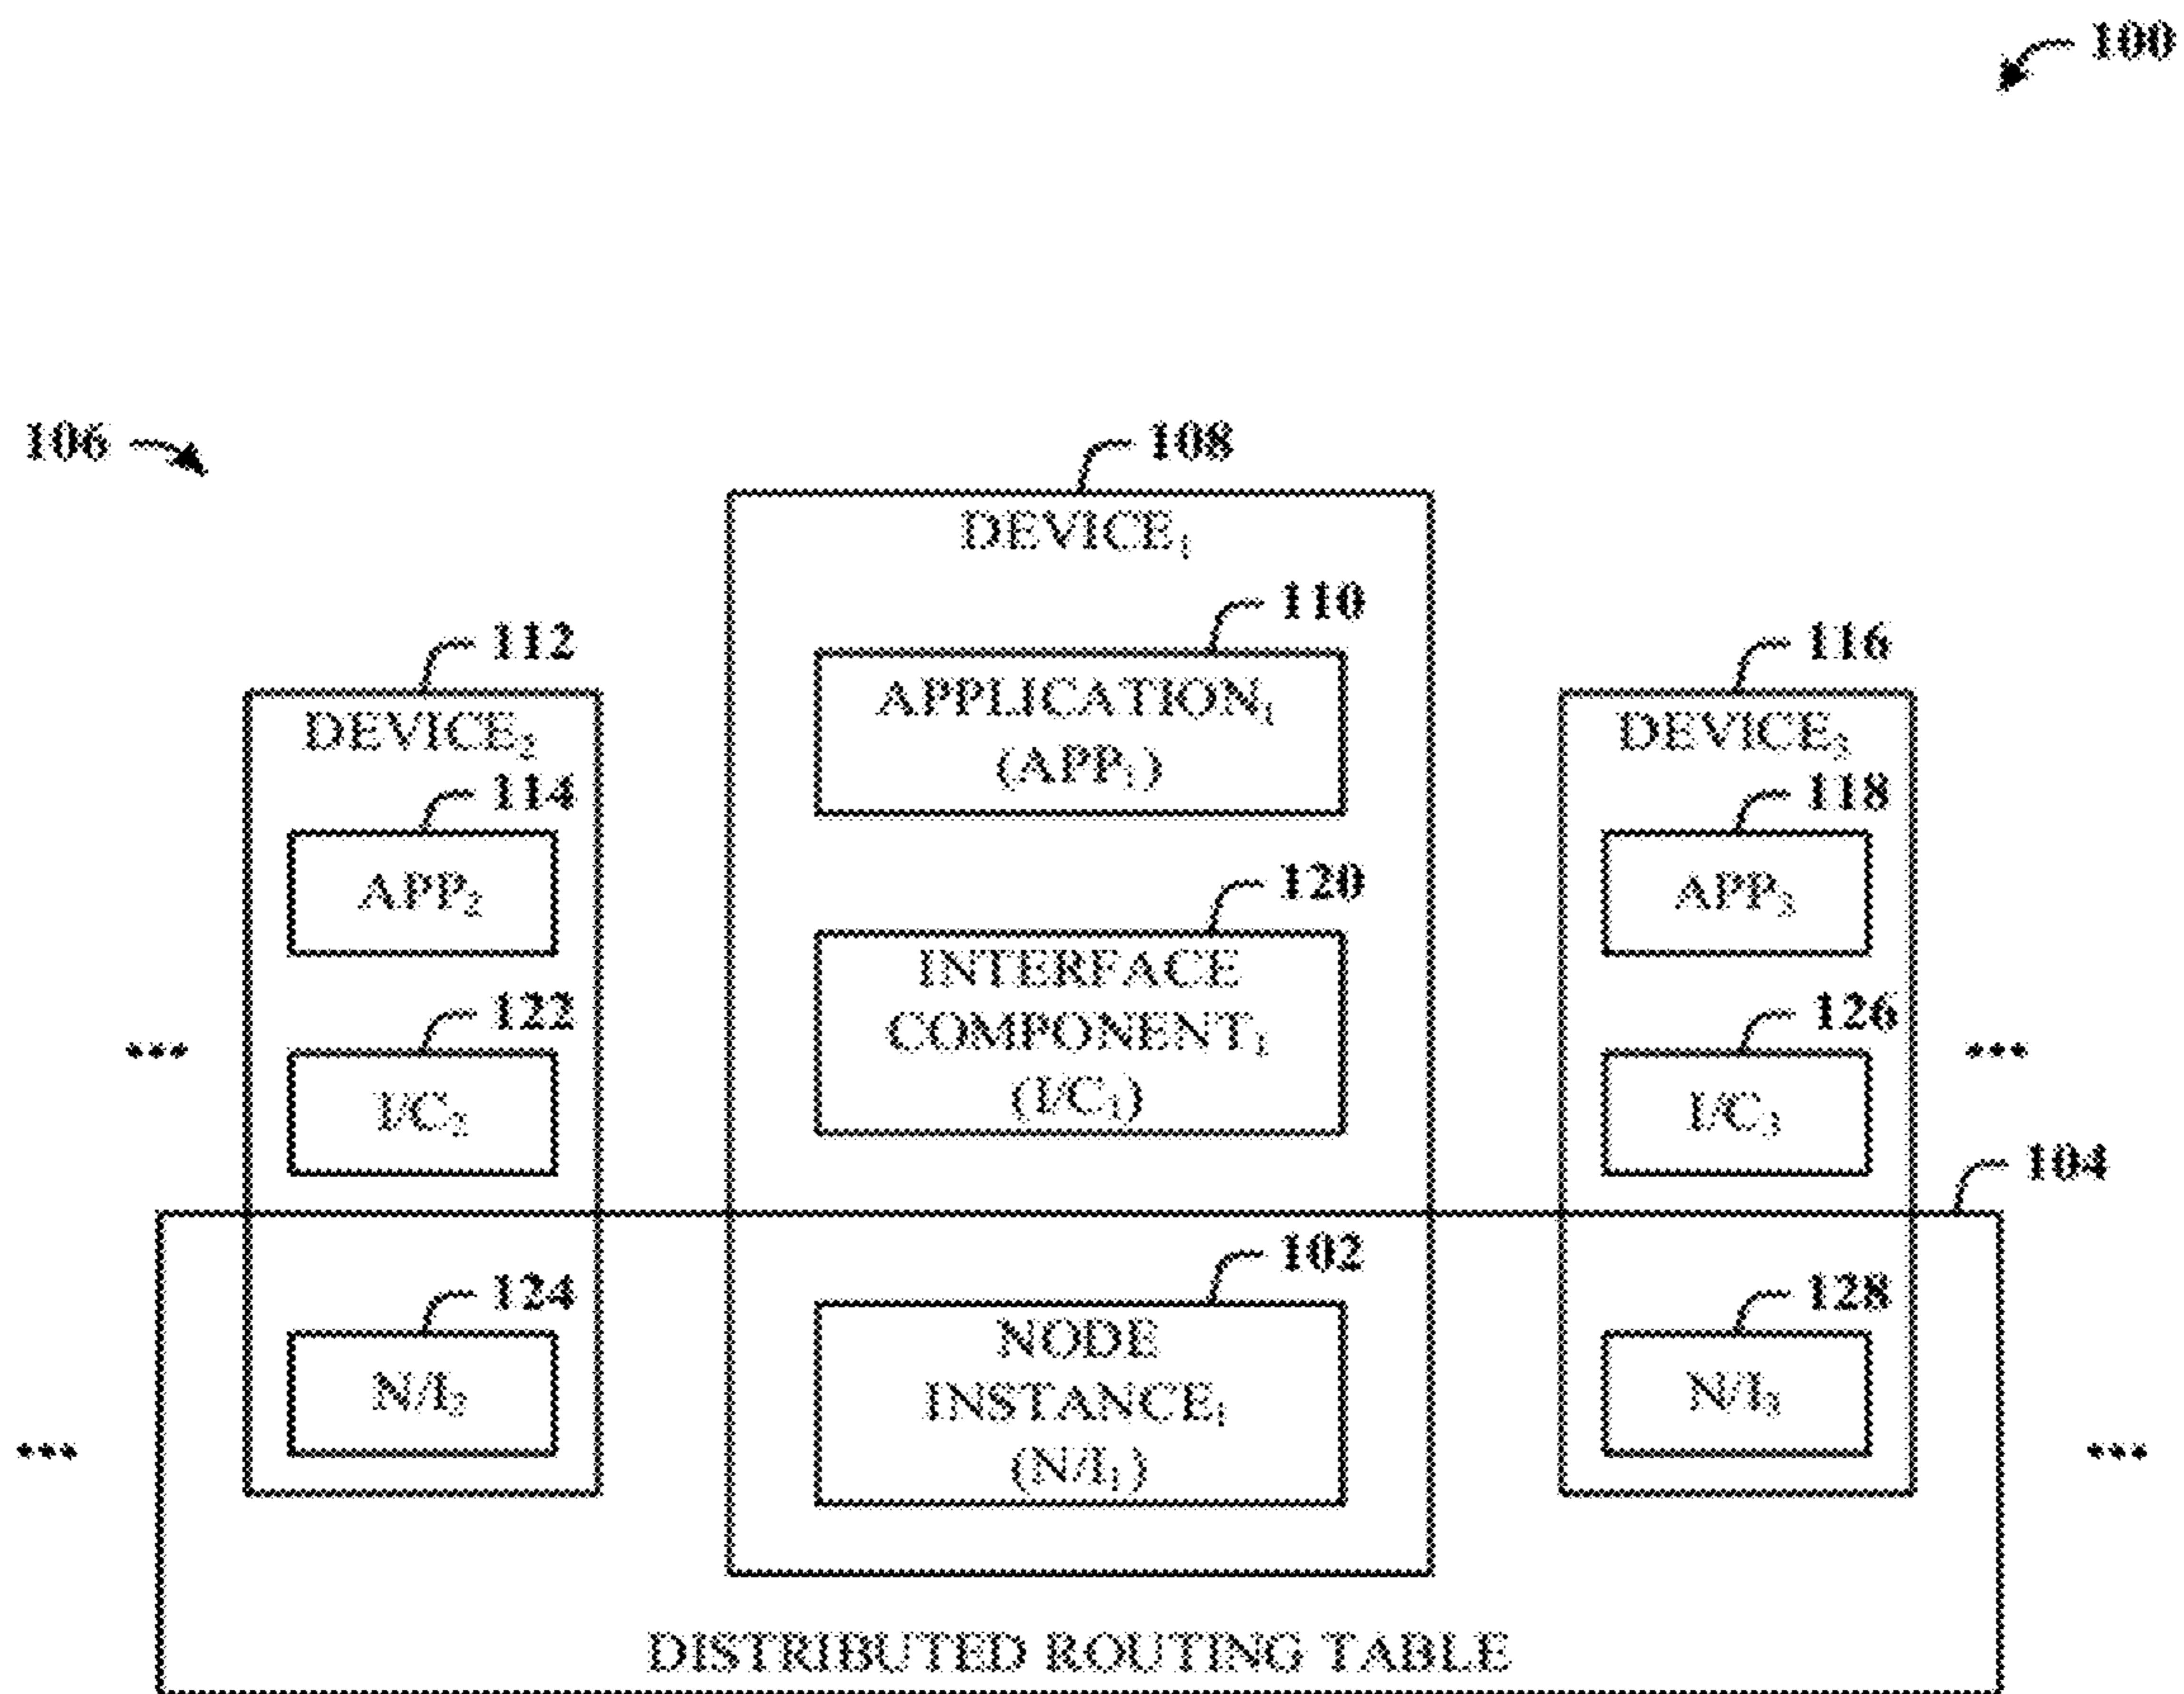 100
106
108
DEVICE₁
110
112
116
APPLICATION₁
(APP₁)
DEVICE₂
DEVICE₃
114
118
120
APP₂
APP₃
INTERFACE
COMPONENT₁
(I/C₁)
122
126
•••
•••
I/C₂
I/C₃
104
102
124
128
NODE
INSTANCE₁
(N/I₁)
N/I₂
N/I₃
•••
•••
DISTRIBUTED ROUTING TABLE